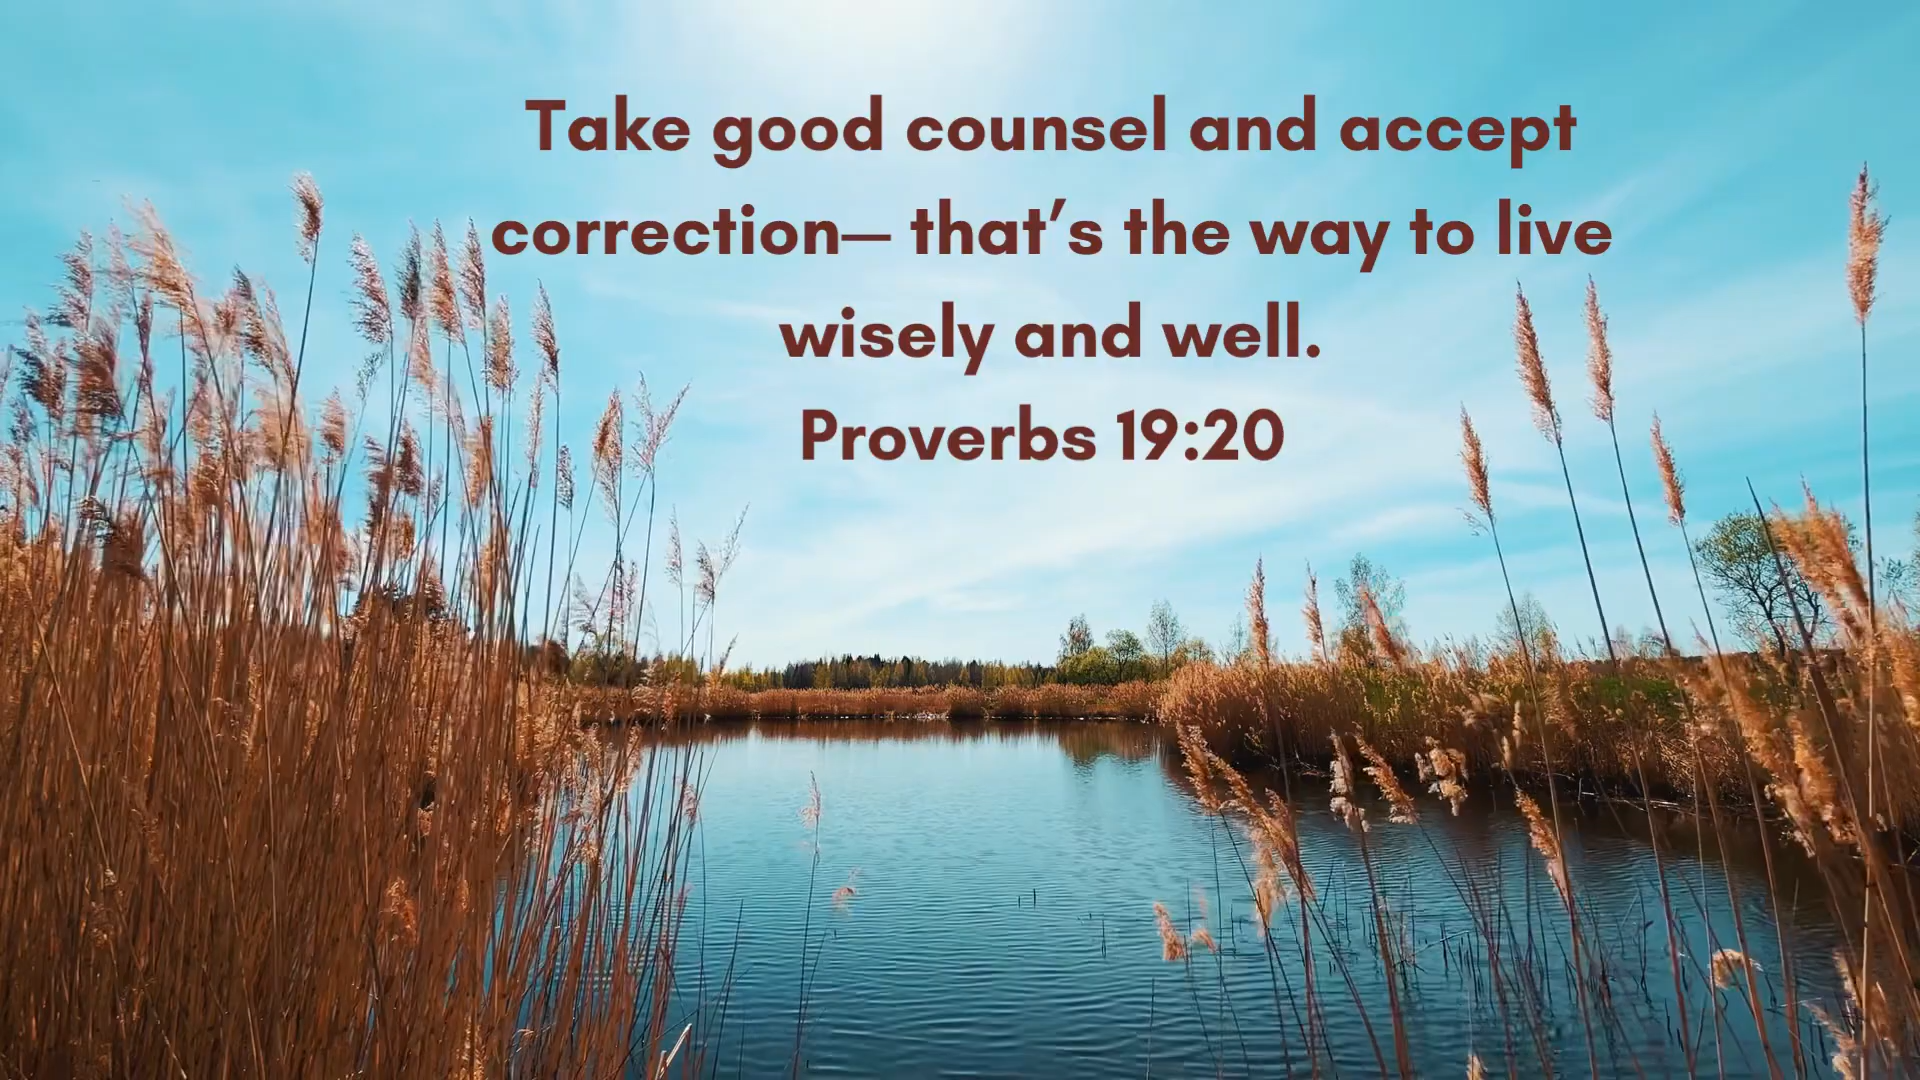 Take good counsel and accept
correction— that’s the way to live
wisely and well.
Proverbs 19:20